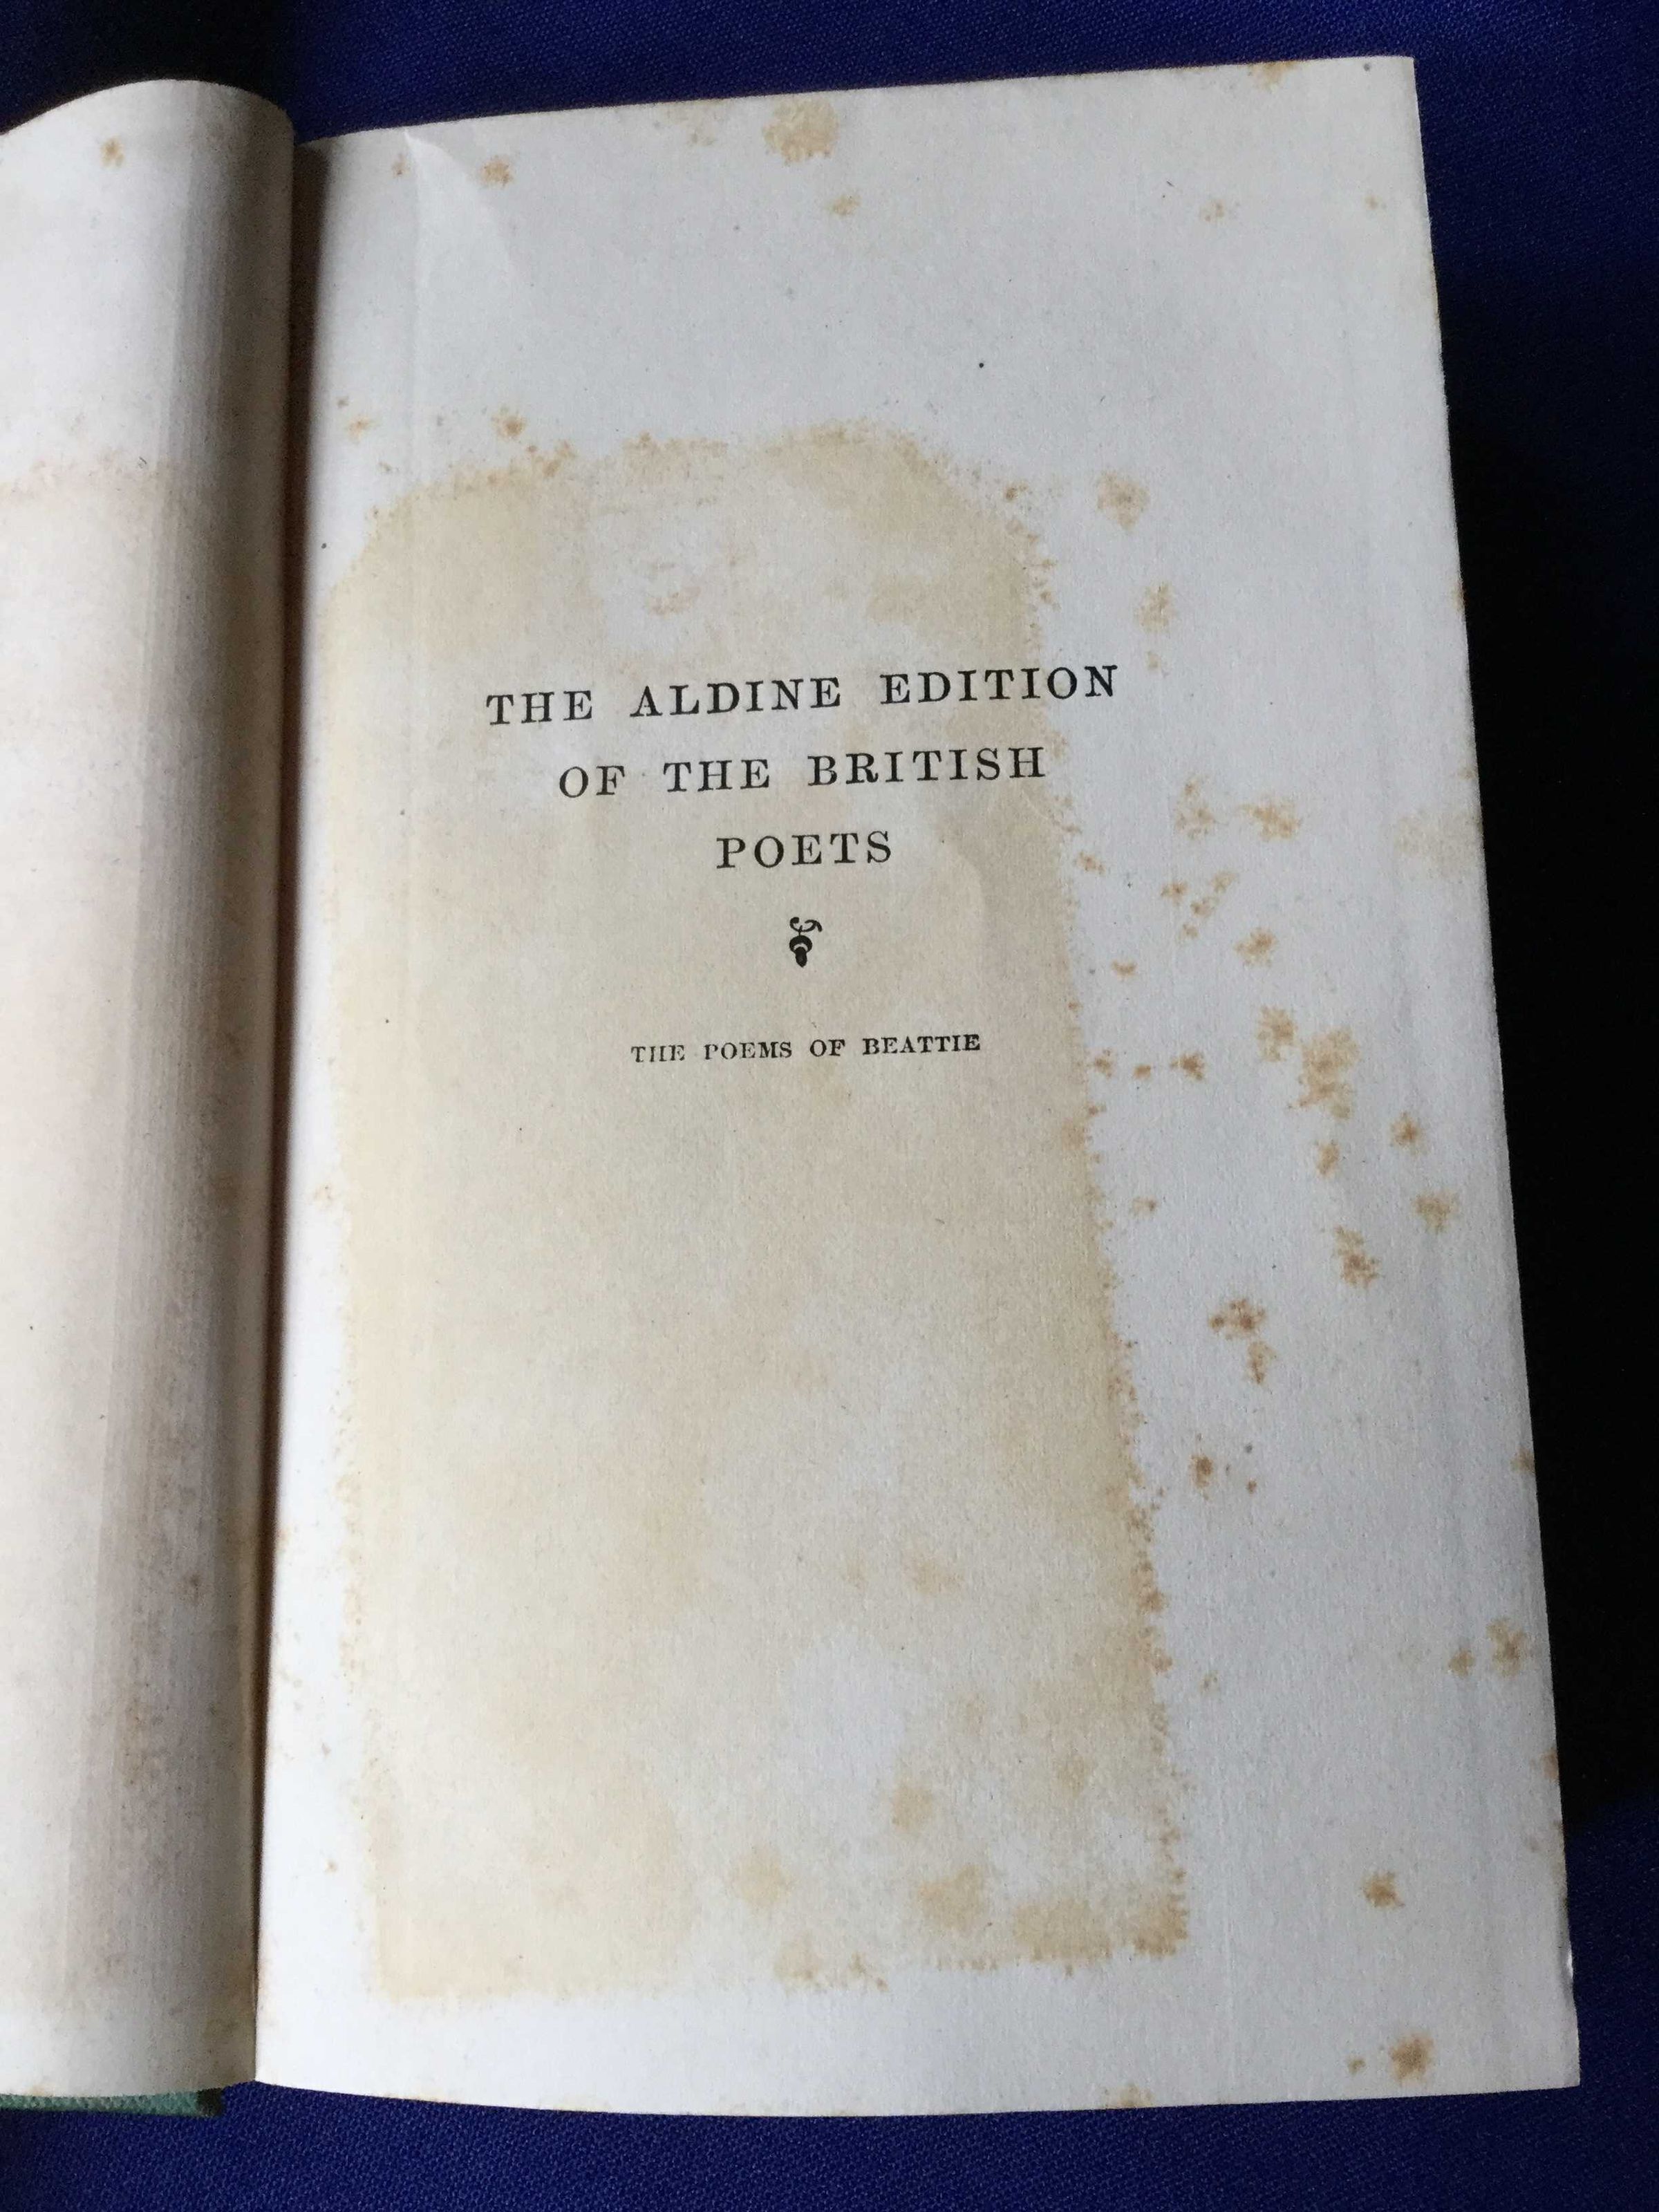 THE ALDINE EDITION
OF THE BRITISH
POETS
THE POEMS OF BEATTIE